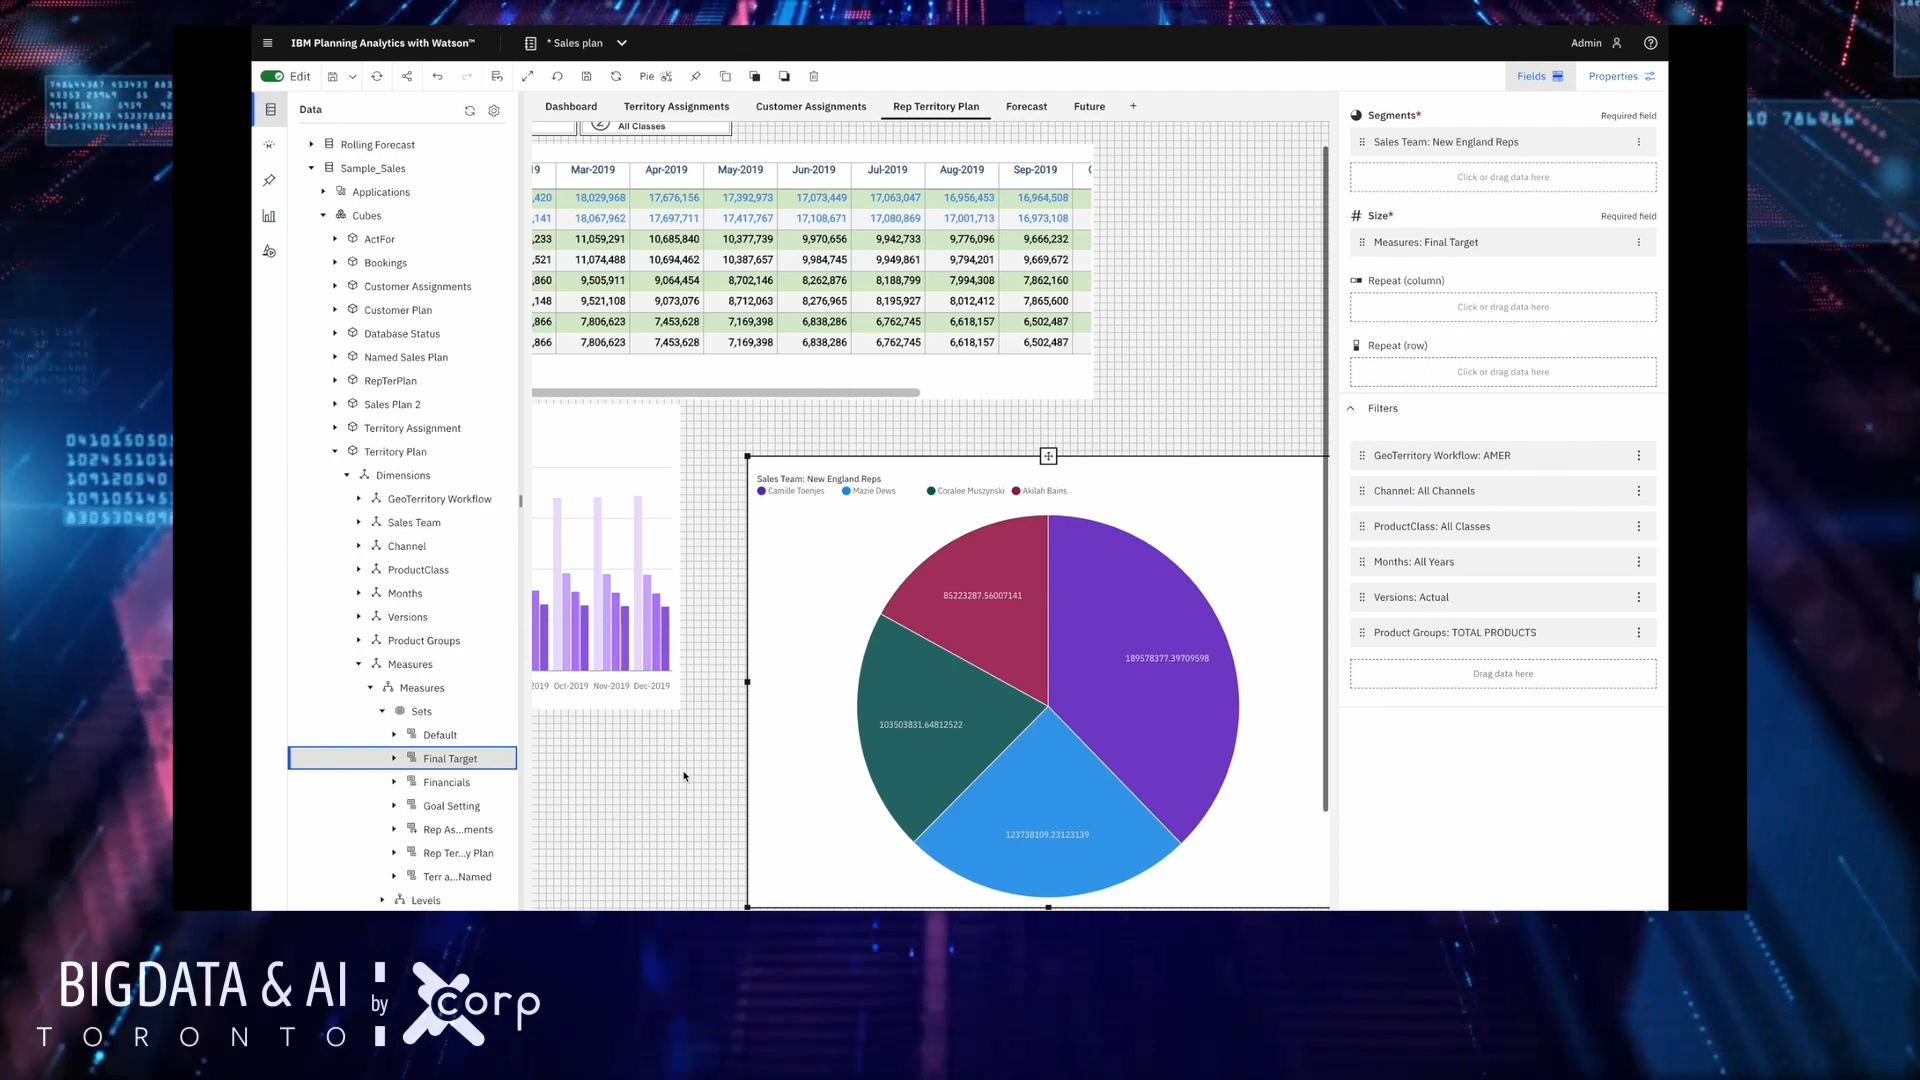 IBM Planning Analytics with Watson™
* Sales plan
Admin
Edit
Pie
Fields
Properties
Data
Rolling Forecast
Sample_Sales
Applications
Cubes
ActFor
Bookings
Customer Assignments
Customer Plan
Database Status
Named Sales Plan
RepTerPlan
Sales Plan 2
Territory Assignment
Territory Plan
Dimensions
GeoTerritory Workflow
Sales Team
Channel
ProductClass
Months
Versions
Product Groups
Measures
Measures
Sets
Default
Final Target
Financials
Goal Setting
Rep As...ments
Rep Ter...y Plan
Terr a...Named
Levels
Dashboard Territory Assignments Customer Assignments Rep Territory Plan Forecast Future +
All Classes
19 Mar-2019 Apr-2019 May-2019 Jun-2019 Jul-2019 Aug-2019 Sep-2019
,420 18,029,968 17,676,156 17,392,973 17,073,449 17,063,047 16,956,453 16,964,508
,141 18,067,962 17,697,711 17,417,767 17,108,671 17,080,869 17,001,713 16,973,108
,233 11,059,291 10,685,840 10,377,739 9,970,656 9,942,733 9,776,096 9,666,232
,521 11,074,488 10,694,462 10,387,657 9,984,745 9,949,861 9,794,201 9,669,672
,860 9,505,911 9,064,454 8,702,146 8,262,876 8,188,799 7,994,308 7,862,160
,148 9,521,108 9,073,076 8,712,063 8,276,965 8,195,927 8,012,412 7,865,600
,866 7,806,623 7,453,628 7,169,398 6,838,286 6,762,745 6,618,157 6,502,487
,866 7,806,623 7,453,628 7,169,398 6,838,286 6,762,745 6,618,157 6,502,487
2019 Oct-2019 Nov-2019 Dec-2019
Sales Team: New England Reps
Camille Toenjes Mazie Dews Coralee Muszynski Akilah Bains
85223287.56007141
189578377.39709598
103503831.64812522
123738109.23123139
Segments* Required field
Sales Team: New England Reps
Click or drag data here
# Size* Required field
Measures: Final Target
Repeat (column)
Click or drag data here
Repeat (row)
Click or drag data here
Filters
GeoTerritory Workflow: AMER
Channel: All Channels
ProductClass: All Classes
Months: All Years
Versions: Actual
Product Groups: TOTAL PRODUCTS
Drag data here
BIGDATA & AI
TORONTO
by
corp